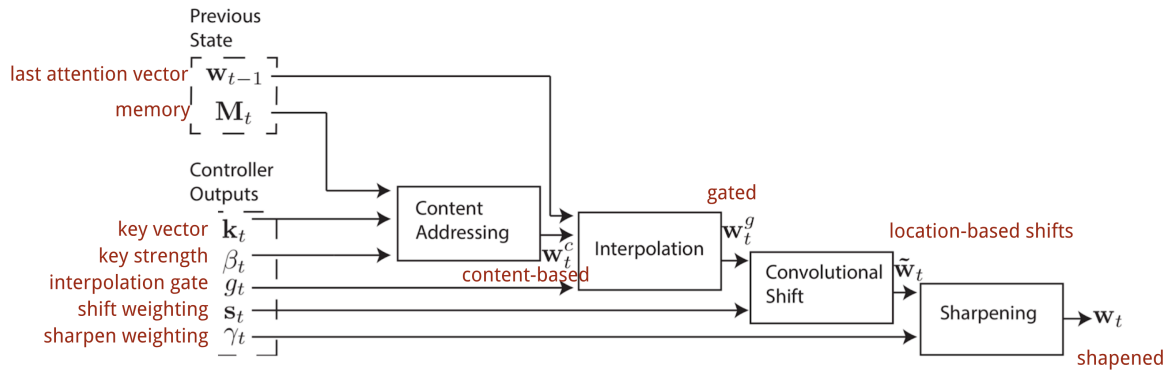 Previous
State
last attention vector w_{t−1}
memory M_t
Controller
Outputs
key vector k_t
key strength β_t
interpolation gate g_t
shift weighting s_t
sharpen weighting γ_t
Content
Addressing
w_t^c
content-based
Interpolation
gated
w_t^g
Convolutional
Shift
location-based shifts
w̃_t
Sharpening
w_t
shapened